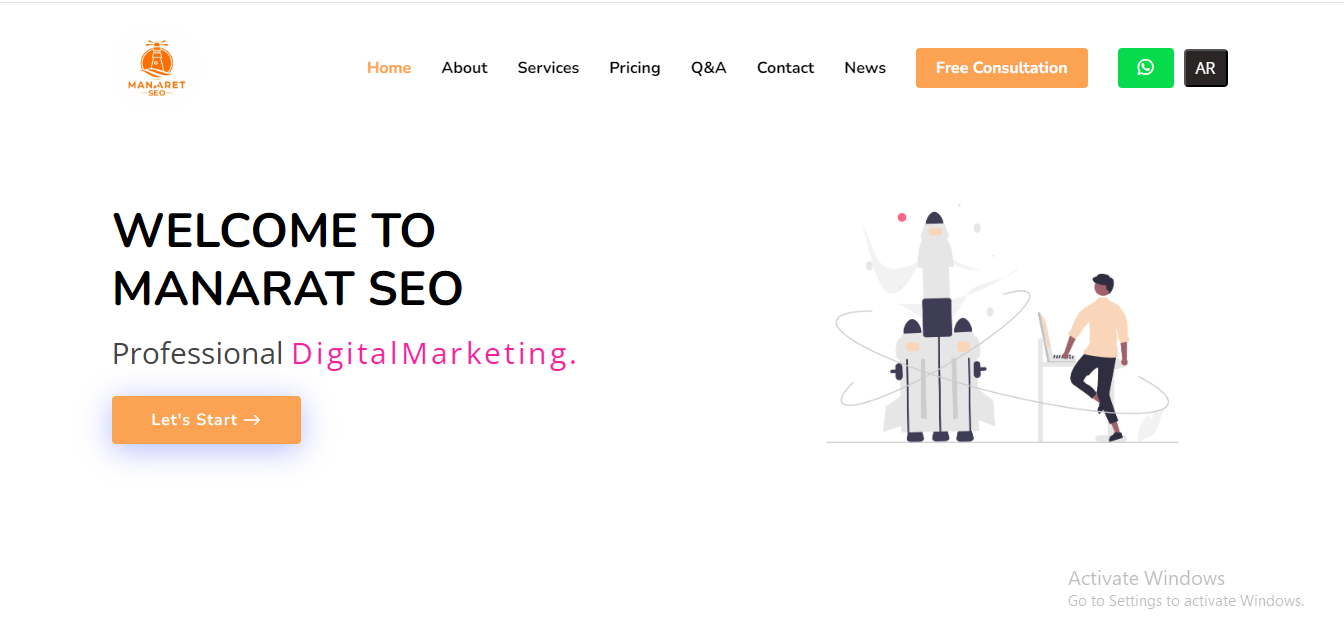 MANARET
SEO
Home About Services Pricing Q&A Contact News Free Consultation AR
WELCOME TO
MANARAT SEO
Professional DigitalMarketing.
Let's Start →
Activate Windows
Go to Settings to activate Windows.